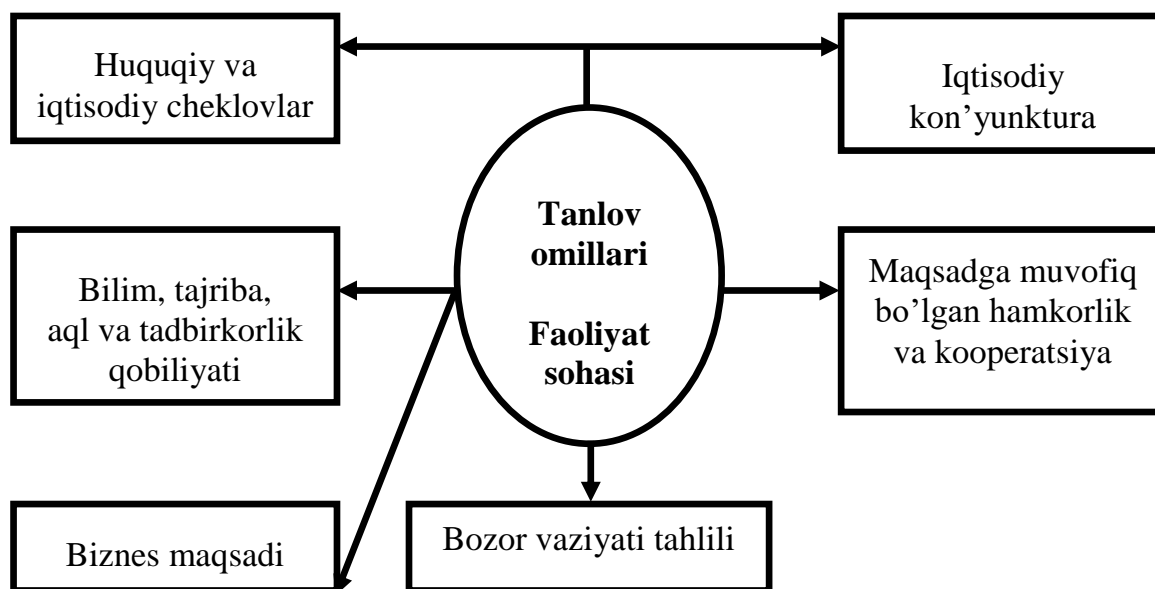 Huquqiy va
iqtisodiy cheklovlar
Iqtisodiy
kon’yunktura
Tanlov
omillari
Faoliyat
sohasi
Bilim, tajriba,
aql va tadbirkorlik
qobiliyati
Maqsadga muvofiq
bo’lgan hamkorlik
va kooperatsiya
Biznes maqsadi
Bozor vaziyati tahlili